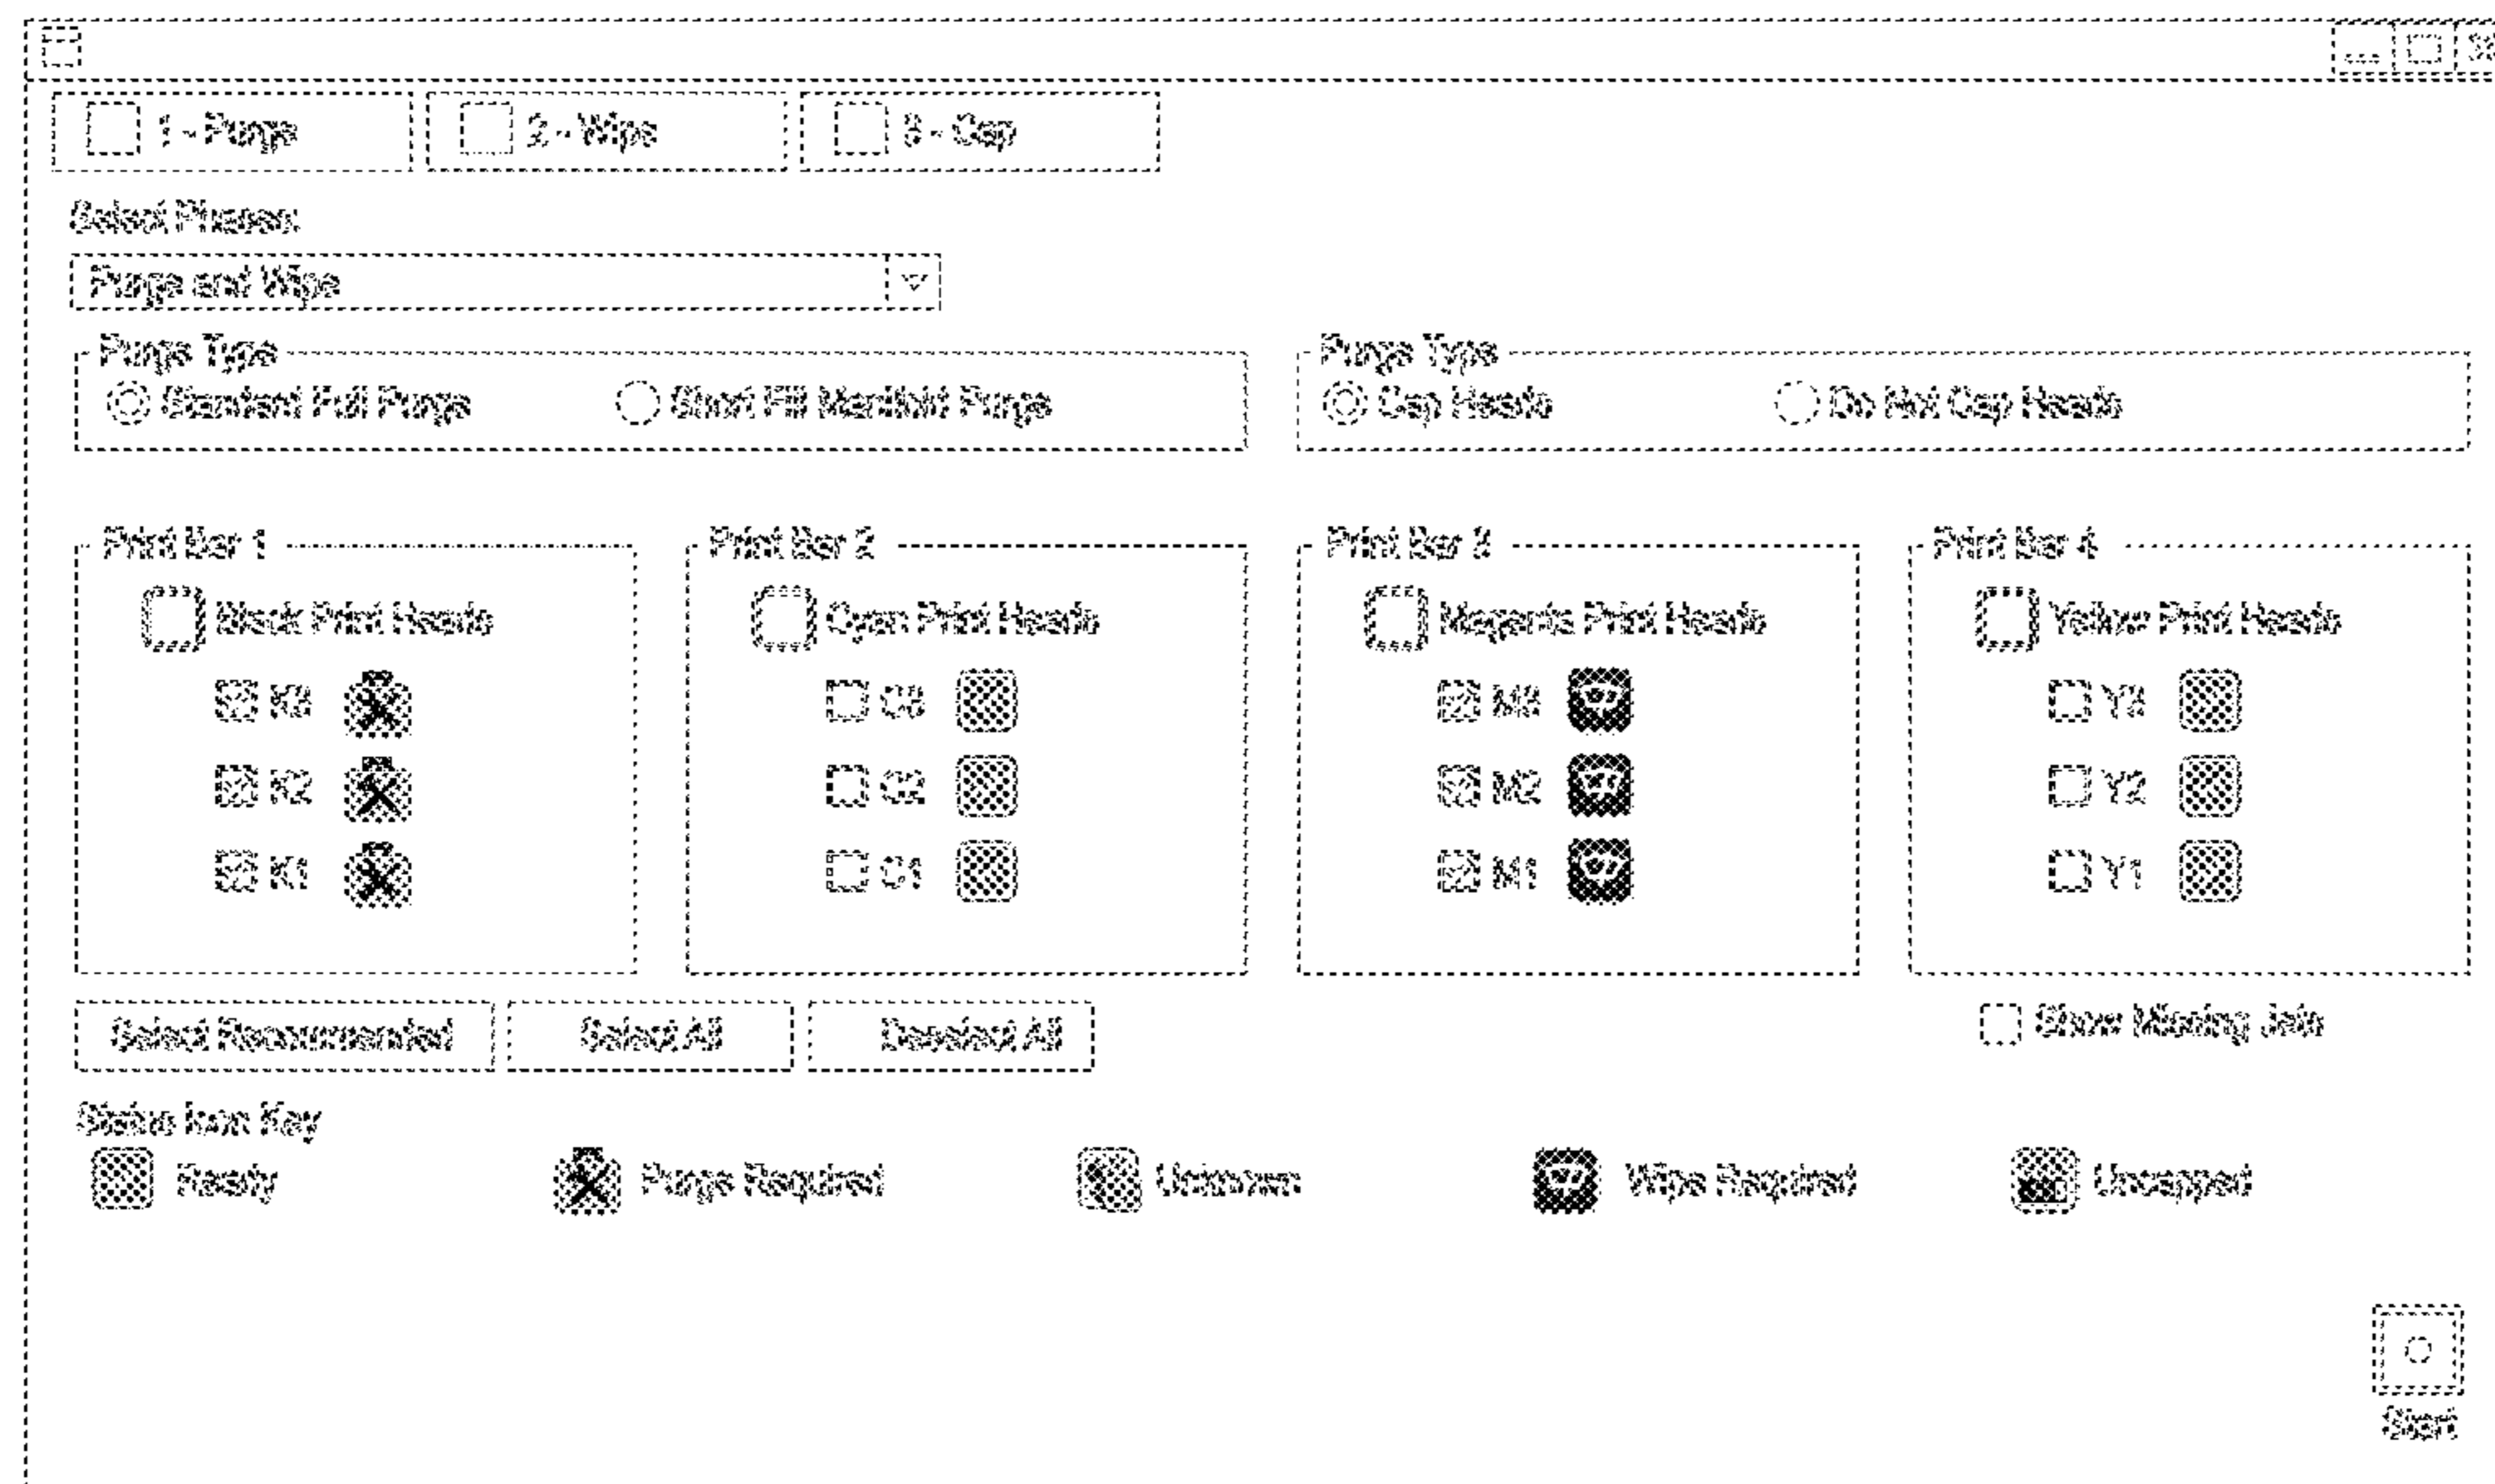 1 - Purge 2 - Wipe 3 - Cap
Select Phases:
Purge and Wipe
Purge Type Purge Type
Standard Full Purge Short Fill Manifold Purge Cap Heads Do Not Cap Heads
Print Bar 1 Print Bar 2 Print Bar 3 Print Bar 4
Black Print Heads Cyan Print Heads Magenta Print Heads Yellow Print Heads
K3 C3 M3 Y3
K2 C2 M2 Y2
K1 C1 M1 Y1
Select Recommended Select All Deselect All Show Missing Jets
Status Icon Key
Ready Purge Required Unknown Wipe Required Uncapped
Start